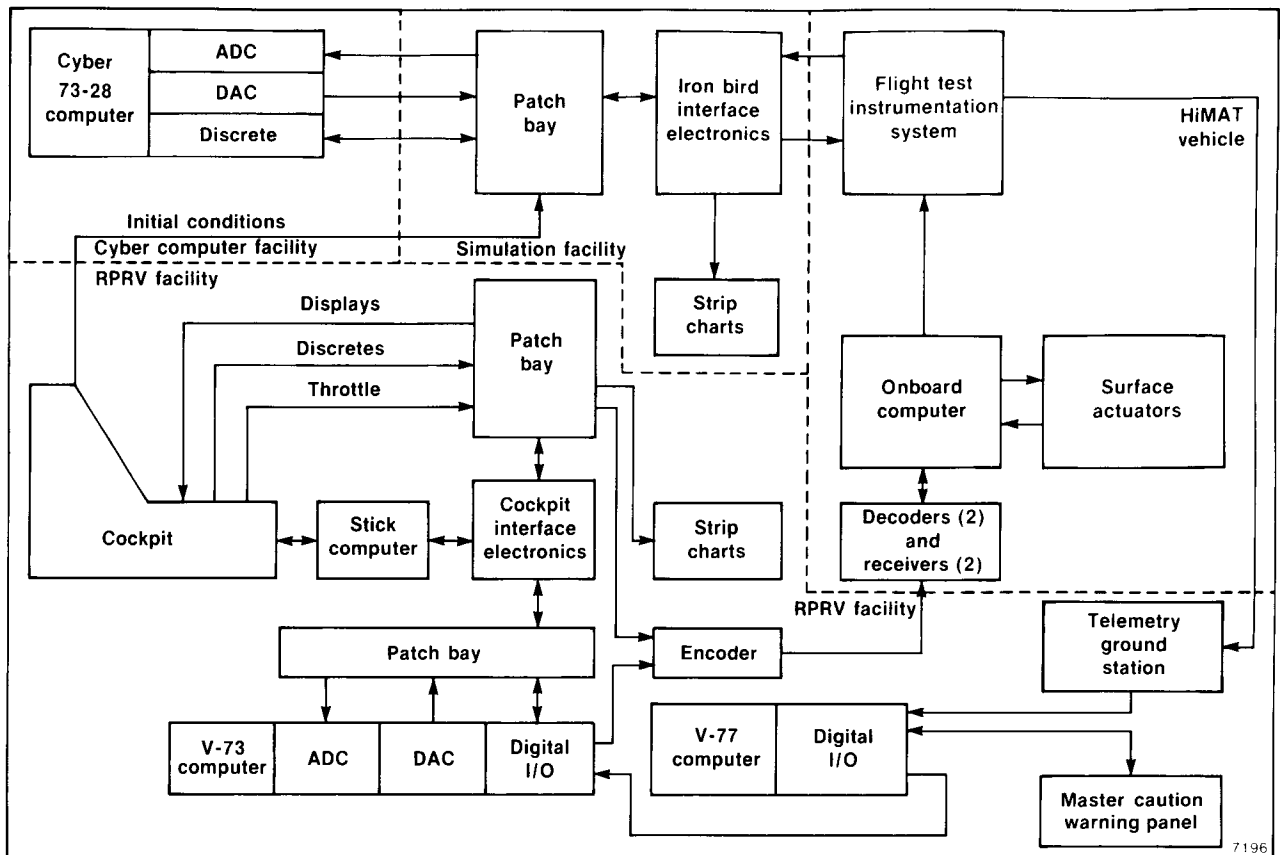 Cyber
73-28
computer
ADC
DAC
Discrete
Patch
bay
Iron bird
interface
electronics
Flight test
instrumentation
system
HiMAT
vehicle
Initial conditions
Cyber computer facility
Simulation facility
RPRV facility
Displays
Discretes
Throttle
Patch
bay
Strip
charts
Onboard
computer
Surface
actuators
Cockpit
Stick
computer
Cockpit
interface
electronics
Strip
charts
Decoders (2)
and
receivers (2)
RPRV facility
Patch bay
Encoder
Telemetry
ground
station
V-73
computer
ADC
DAC
Digital
I/O
V-77
computer
Digital
I/O
Master caution
warning panel
7196